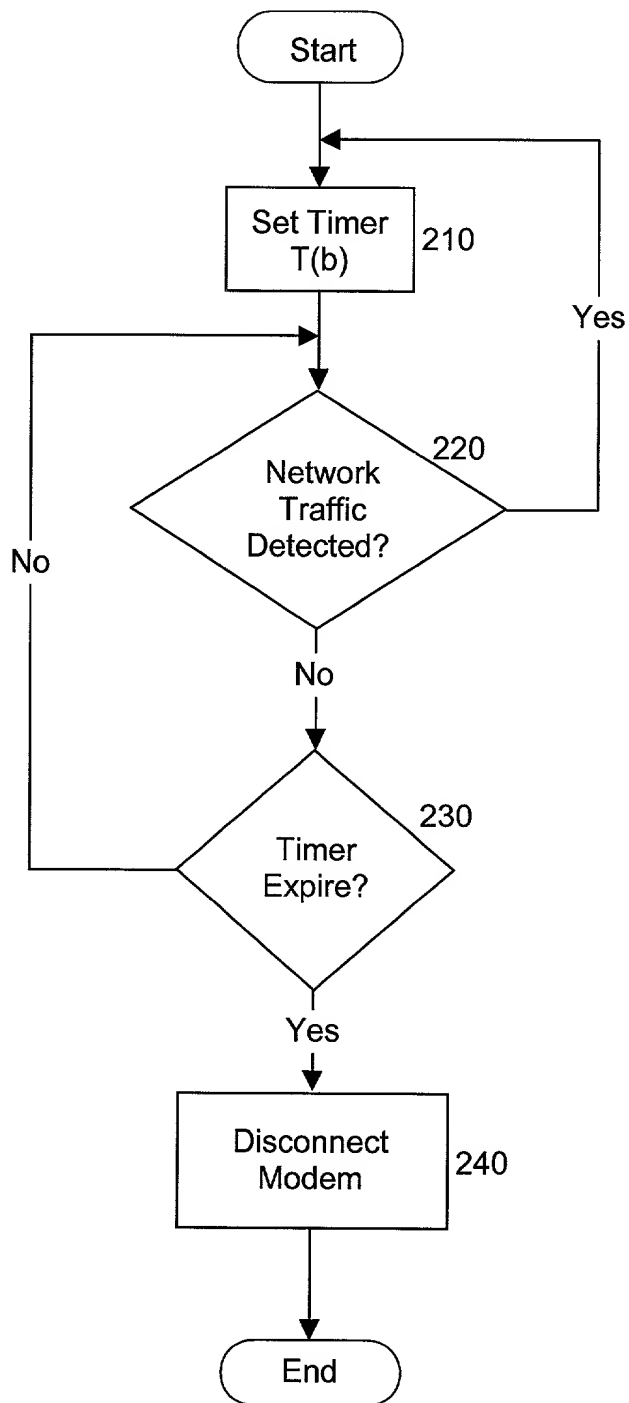 Start
Set Timer
T(b)
210
Yes
220
Network
Traffic
Detected?
No
No
230
Timer
Expire?
Yes
Disconnect
Modem
240
End